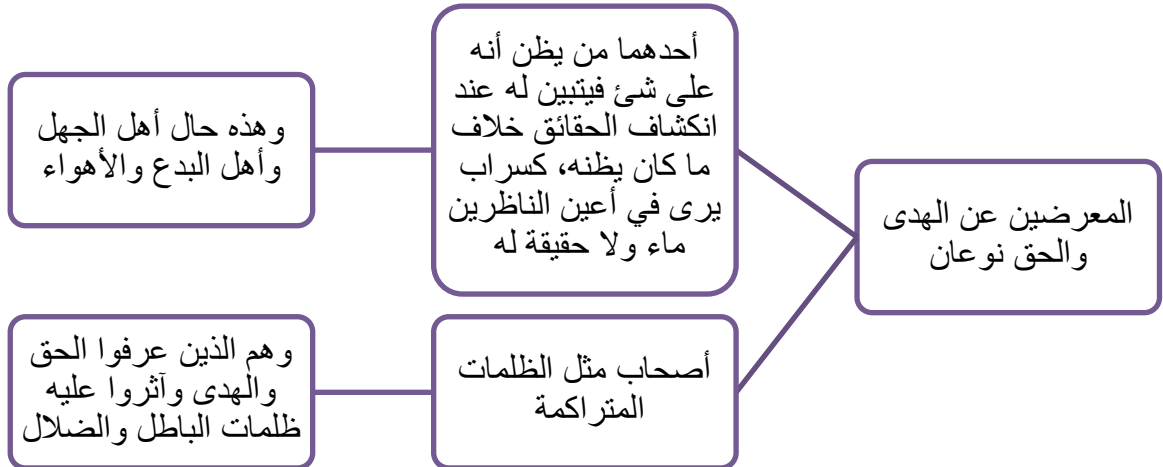 المعرضين عن الهدى
والحق نوعان
أحدهما من يظن أنه
على شئ فيتبين له عند
انكشاف الحقائق خلاف
ما كان يظنه، كسراب
يرى في أعين الناظرين
ماء ولا حقيقة له
وهذه حال أهل الجهل
وأهل البدع والأهواء
أصحاب مثل الظلمات
المتراكمة
وهم الذين عرفوا الحق
والهدى وآثروا عليه
ظلمات الباطل والضلال